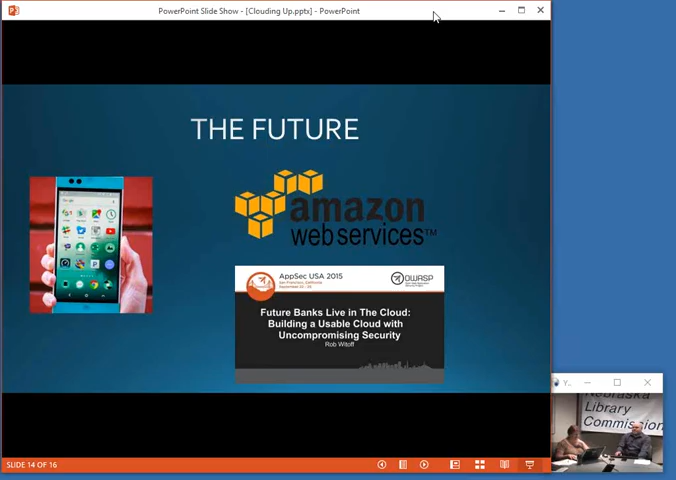 PowerPoint Slide Show - [Clouding Up.pptx] - PowerPoint
THE FUTURE
amazon
web services™
AppSec USA 2015
OWASP
Future Banks Live in The Cloud:
Building a Usable Cloud with
Uncompromising Security
Rob Witoff
SLIDE 14 OF 16
Y...
Nebraska
Library
Commission